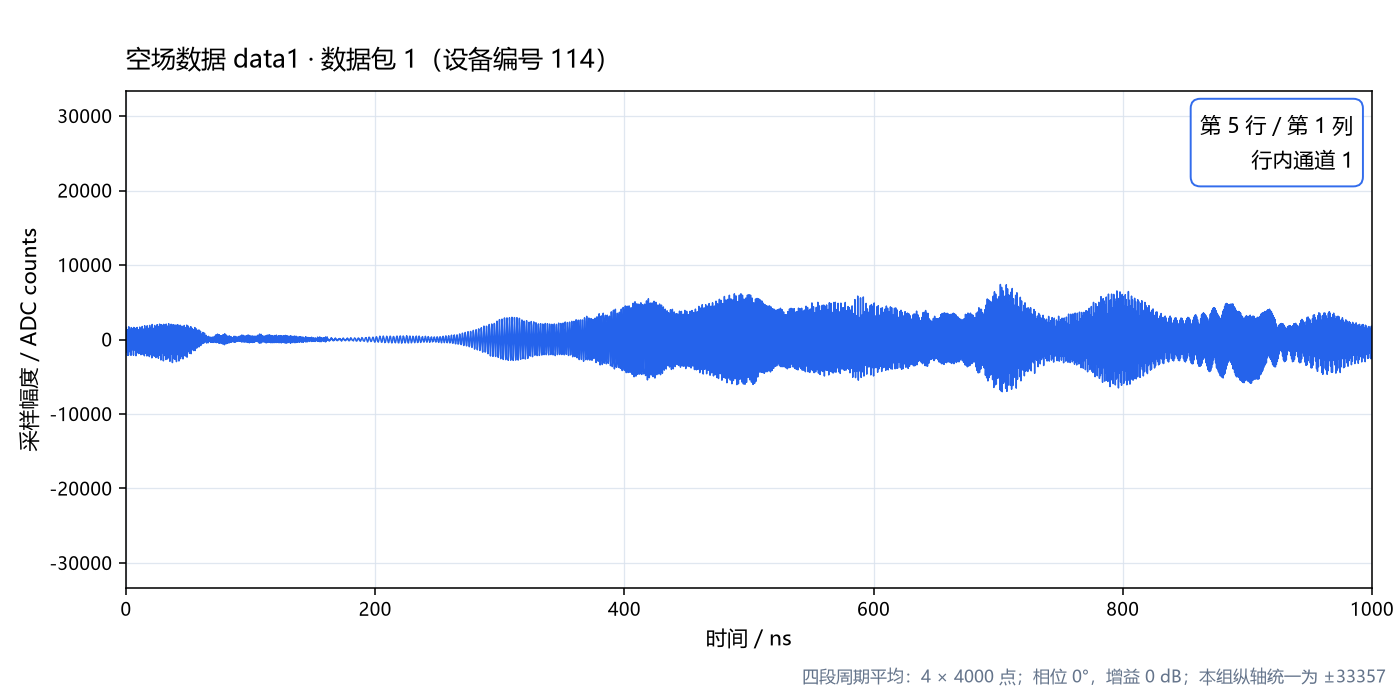 空场数据 data1 · 数据包 1（设备编号 114）
第 5 行 / 第 1 列
行内通道 1
采样幅度 / ADC counts
30000
20000
10000
0
-10000
-20000
-30000
0 200 400 600 800 1000
时间 / ns
四段周期平均：4 × 4000 点；相位 0°，增益 0 dB；本组纵轴统一为 ±33357